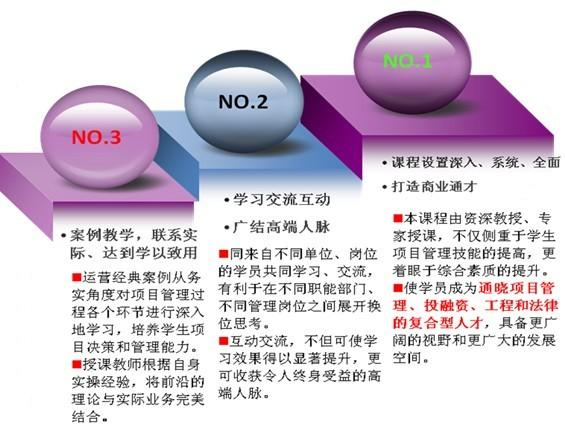 NO.1
• 课程设置深入、系统、全面
• 打造商业通才
■本课程由资深教授、专
家授课，不仅侧重于学生
项目管理技能的提高，更
着眼于综合素质的提升。
■使学员成为通晓项目管
理、投融资、工程和法律
的复合型人才，具备更广
阔的视野和更广大的发展
空间。
NO.2
• 学习交流互动
• 广结高端人脉
■同来自不同单位、岗位
的学员共同学习、交流，
有利于在不同职能部门、
不同管理岗位之间展开换
位思考。
■互动交流，不但可使学
习效果得以显著提升，更
可收获令人终身受益的高
端人脉。
NO.3
• 案例教学，联系实
际、达到学以致用
■运营经典案例从务
实角度对项目管理过
程各个环节进行深入
地学习，培养学生项
目决策和管理能力。
■授课教师根据自身
实操经验，将前沿的
理论与实际业务完美
结合。